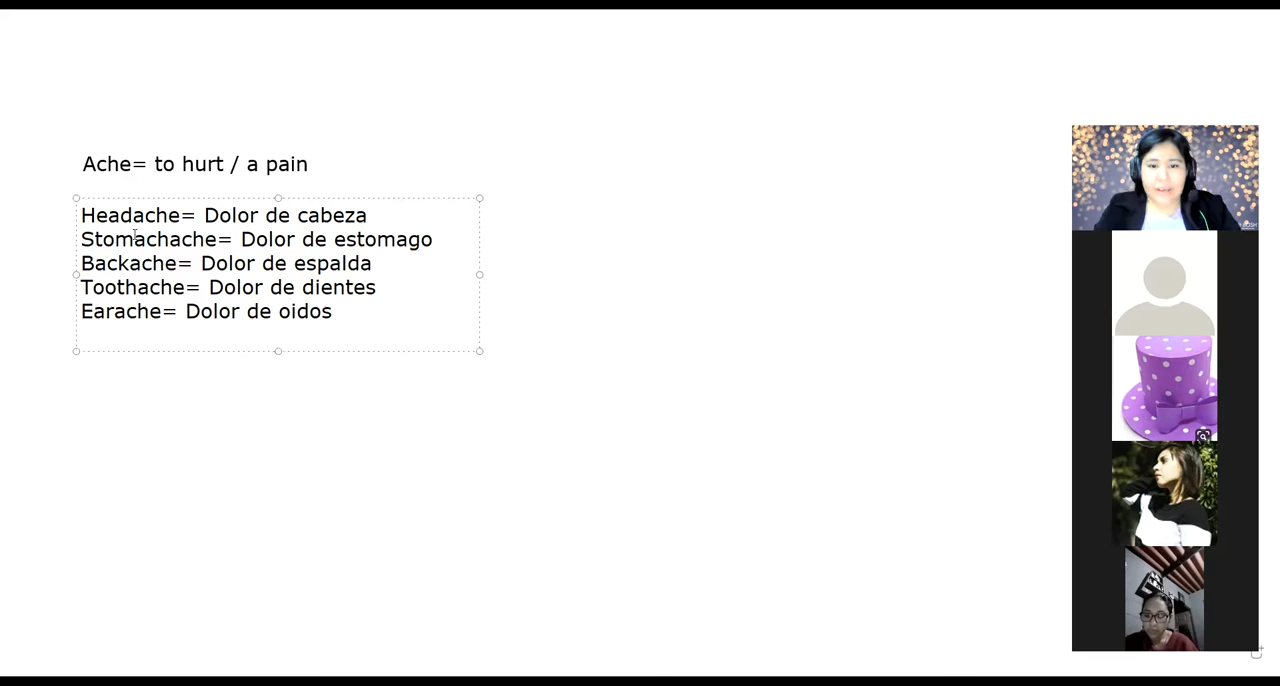 Ache= to hurt / a pain
Headache= Dolor de cabeza
Stomachache= Dolor de estomago
Backache= Dolor de espalda
Toothache= Dolor de dientes
Earache= Dolor de oidos